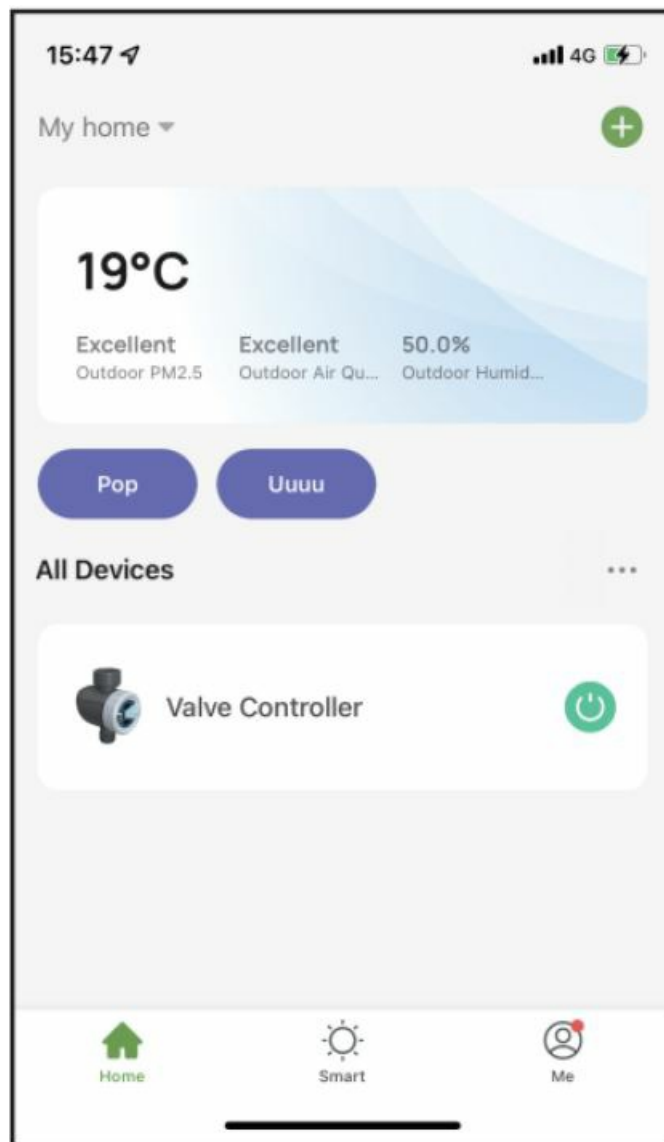 15:47 4G
My home
19°C
Excellent Excellent 50.0%
Outdoor PM2.5 Outdoor Air Qu... Outdoor Humid...
Pop Uuuu
All Devices
Valve Controller
Home Smart Me